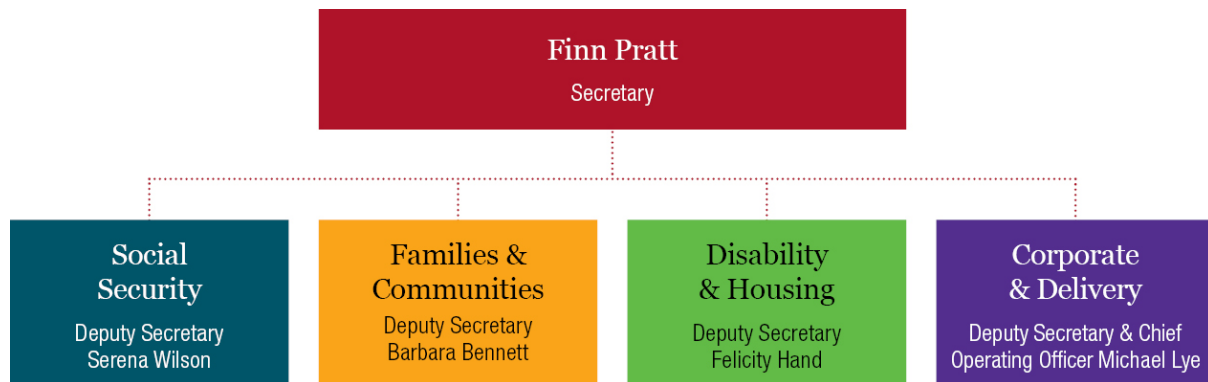 Finn Pratt
Secretary
Social
Security
Deputy Secretary
Serena Wilson
Families &
Communities
Deputy Secretary
Barbara Bennett
Disability
& Housing
Deputy Secretary
Felicity Hand
Corporate
& Delivery
Deputy Secretary & Chief
Operating Officer Michael Lye